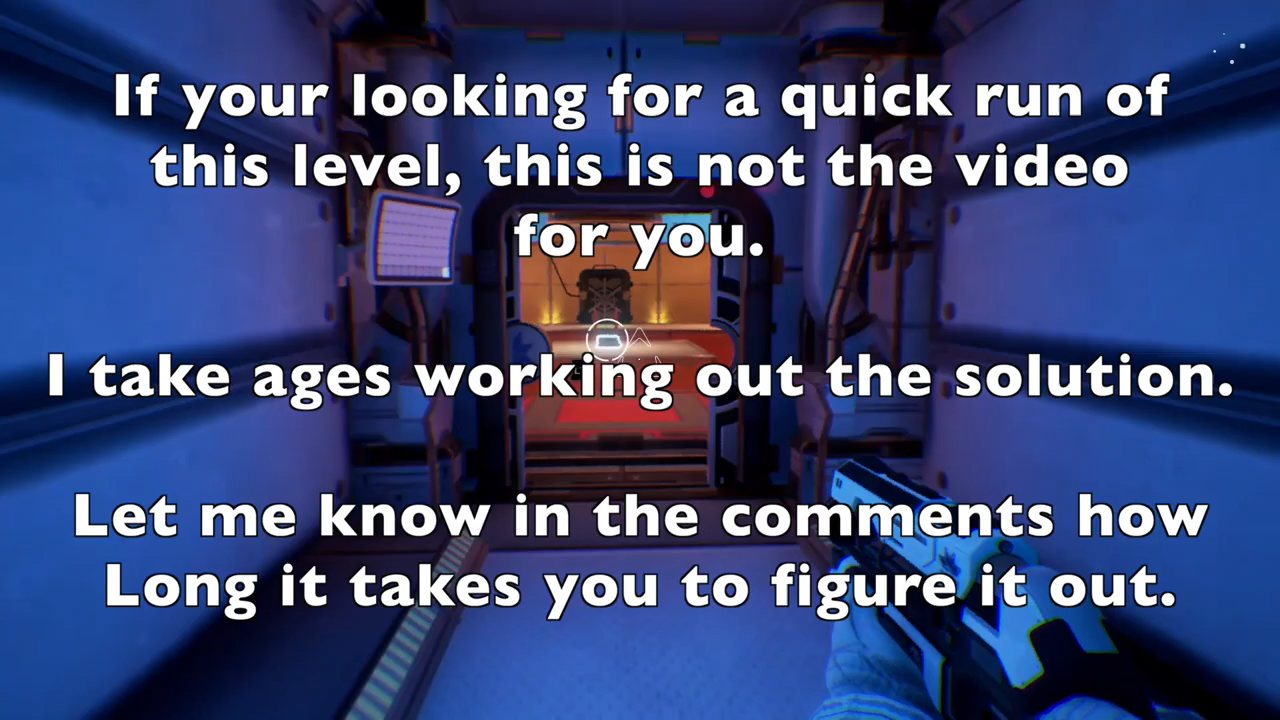 If your looking for a quick run of
this level, this is not the video
for you.
I take ages working out the solution.
Let me know in the comments how
Long it takes you to figure it out.